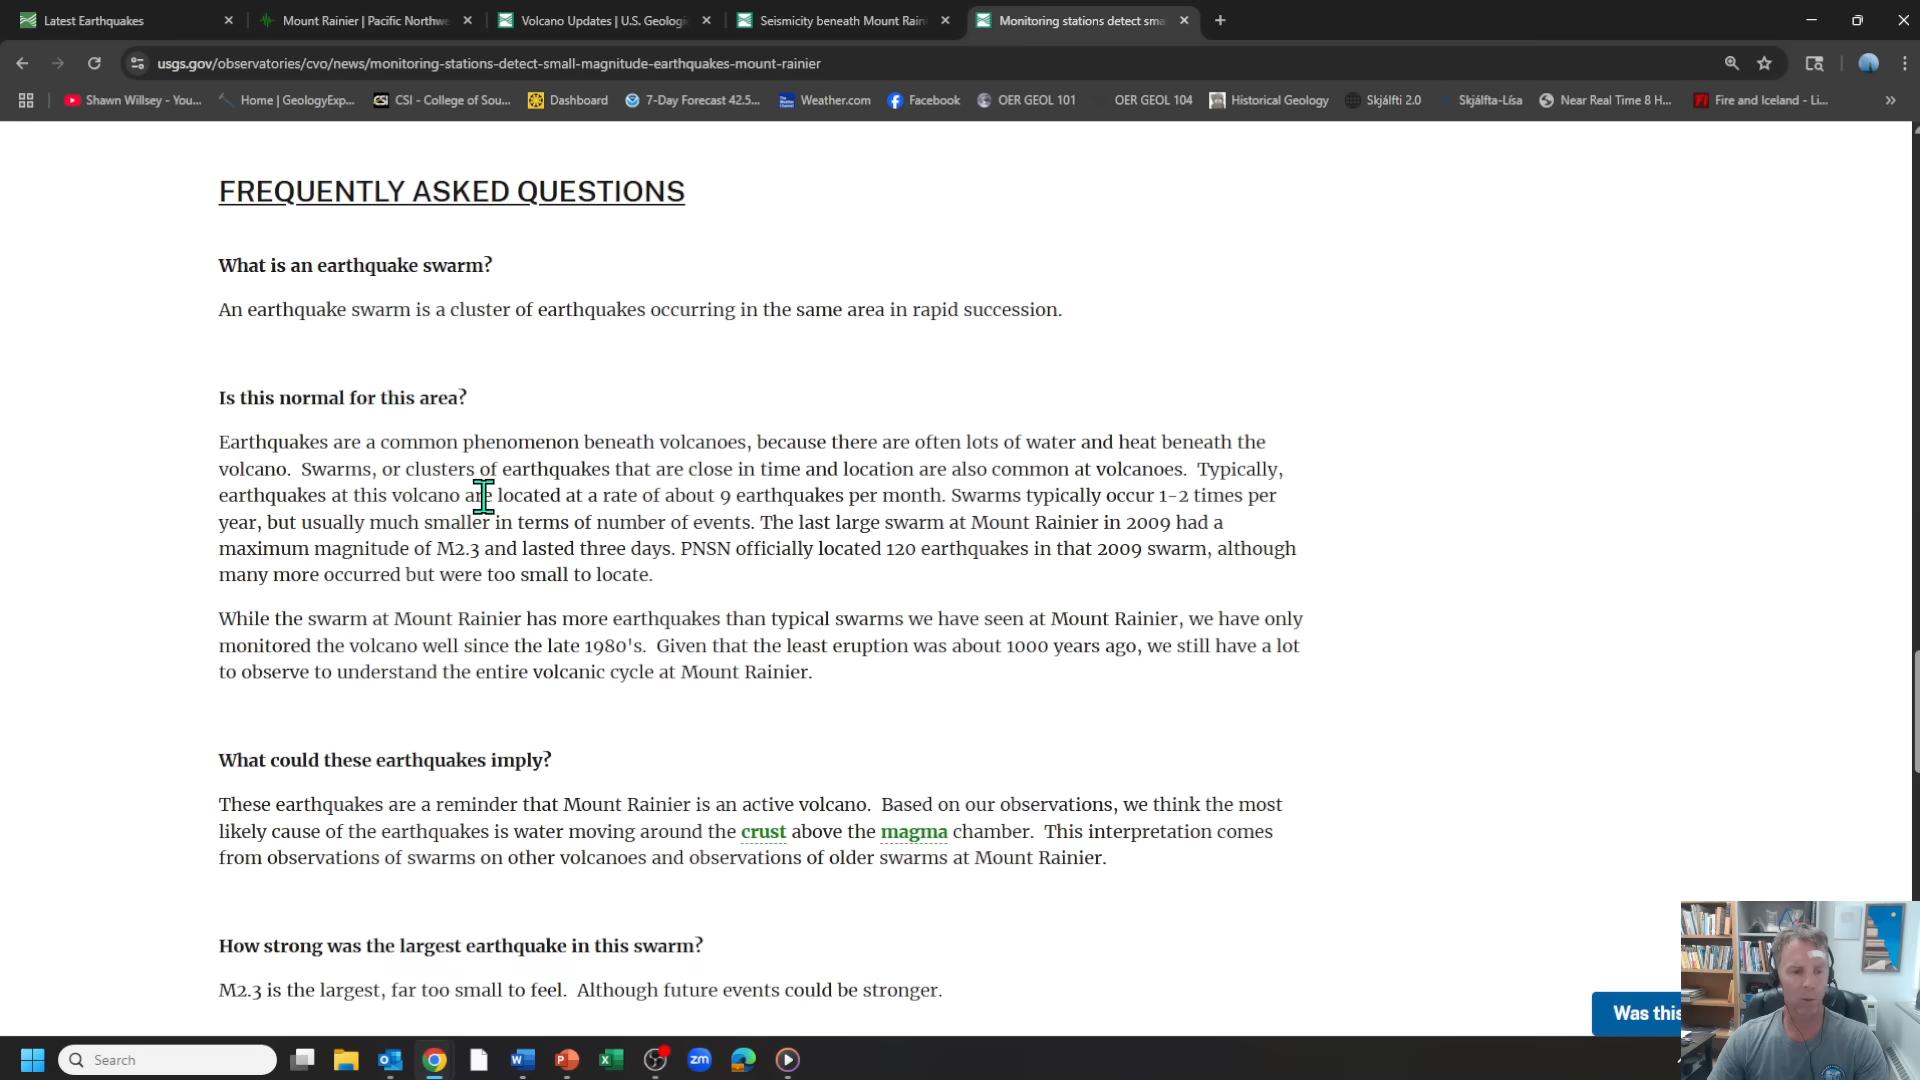 Latest Earthquakes
Mount Rainier | Pacific Northwe
Volcano Updates | U.S. Geologi
Seismicity beneath Mount Rain
Monitoring stations detect sma
usgs.gov/observatories/cvo/news/monitoring-stations-detect-small-magnitude-earthquakes-mount-rainier
Shawn Willsey - You...
Home | GeologyExp...
CSI - College of Sou...
Dashboard
7-Day Forecast 42.5...
Weather.com
Facebook
OER GEOL 101
OER GEOL 104
Historical Geology
Skjálfti 2.0
Skjálfta-Lísa
Near Real Time 8 H...
Fire and Iceland - Li...
FREQUENTLY ASKED QUESTIONS
What is an earthquake swarm?
An earthquake swarm is a cluster of earthquakes occurring in the same area in rapid succession.
Is this normal for this area?
Earthquakes are a common phenomenon beneath volcanoes, because there are often lots of water and heat beneath the
volcano. Swarms, or clusters of earthquakes that are close in time and location are also common at volcanoes. Typically,
earthquakes at this volcano are located at a rate of about 9 earthquakes per month. Swarms typically occur 1-2 times per
year, but usually much smaller in terms of number of events. The last large swarm at Mount Rainier in 2009 had a
maximum magnitude of M2.3 and lasted three days. PNSN officially located 120 earthquakes in that 2009 swarm, although
many more occurred but were too small to locate.
While the swarm at Mount Rainier has more earthquakes than typical swarms we have seen at Mount Rainier, we have only
monitored the volcano well since the late 1980's. Given that the least eruption was about 1000 years ago, we still have a lot
to observe to understand the entire volcanic cycle at Mount Rainier.
What could these earthquakes imply?
These earthquakes are a reminder that Mount Rainier is an active volcano. Based on our observations, we think the most
likely cause of the earthquakes is water moving around the crust above the magma chamber. This interpretation comes
from observations of swarms on other volcanoes and observations of older swarms at Mount Rainier.
How strong was the largest earthquake in this swarm?
M2.3 is the largest, far too small to feel. Although future events could be stronger.
Was this
Search
zm